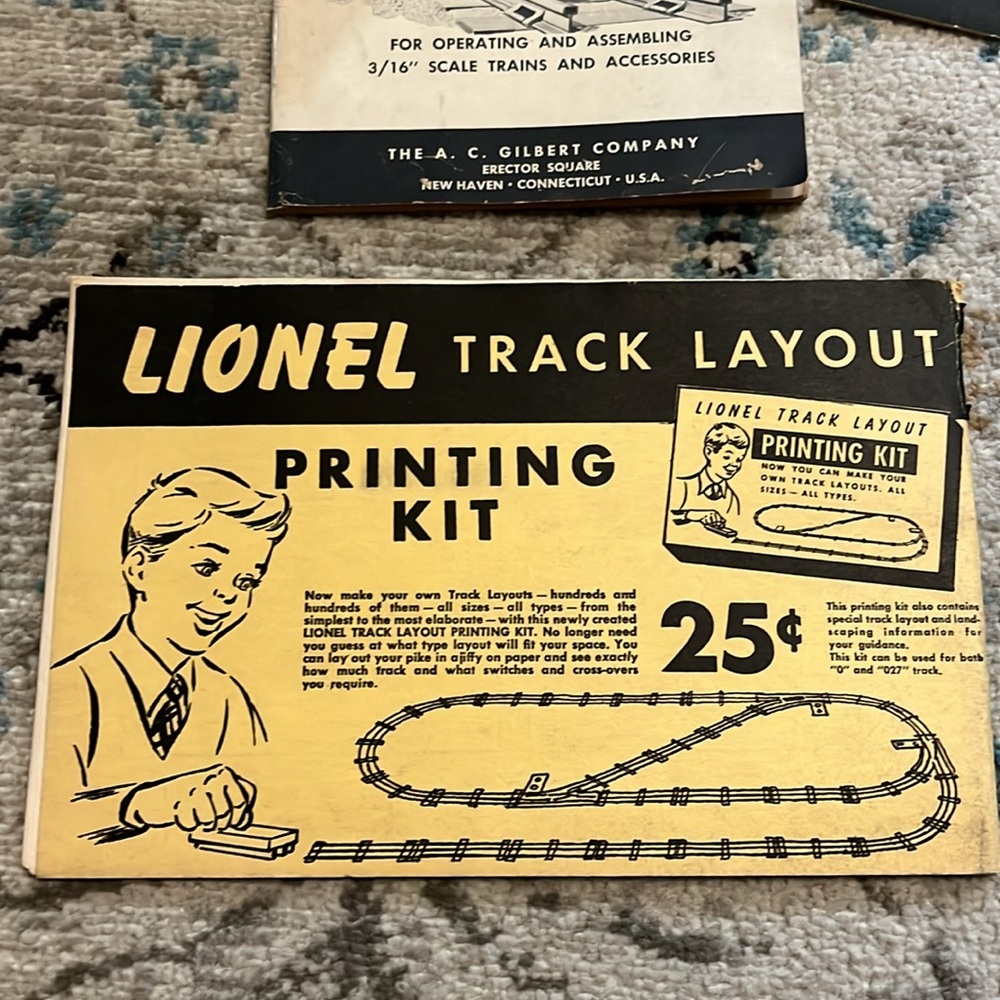 FOR OPERATING AND ASSEMBLING
3/16" SCALE TRAINS AND ACCESSORIES
THE A. C. GILBERT COMPANY
ERECTOR SQUARE
NEW HAVEN • CONNECTICUT • U.S.A.
LIONEL TRACK LAYOUT
PRINTING
KIT
LIONEL TRACK LAYOUT
PRINTING KIT
NOW YOU CAN MAKE YOUR
OWN TRACK LAYOUTS. ALL
SIZES — ALL TYPES.
Now make your own Track Layouts — hundreds and
hundreds of them — all sizes — all types — from the
simplest to the most elaborate — with this newly created
LIONEL TRACK LAYOUT PRINTING KIT. No longer need
you guess at what type layout will fit your space. You
can lay out your pike in a jiffy on paper and see exactly
how much track and what switches and cross-overs
you require.
25¢
This printing kit also contains
special track layout and land-
scaping information for
your guidance.
This kit can be used for both
"0" and "027" track.